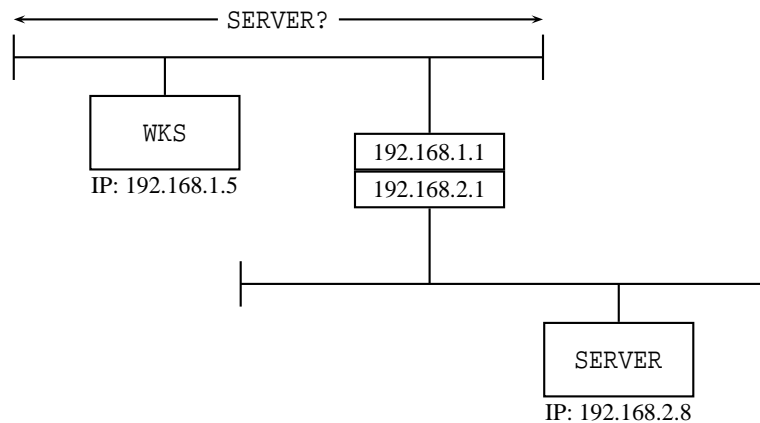 SERVER?
WKS
IP: 192.168.1.5
192.168.1.1
192.168.2.1
SERVER
IP: 192.168.2.8